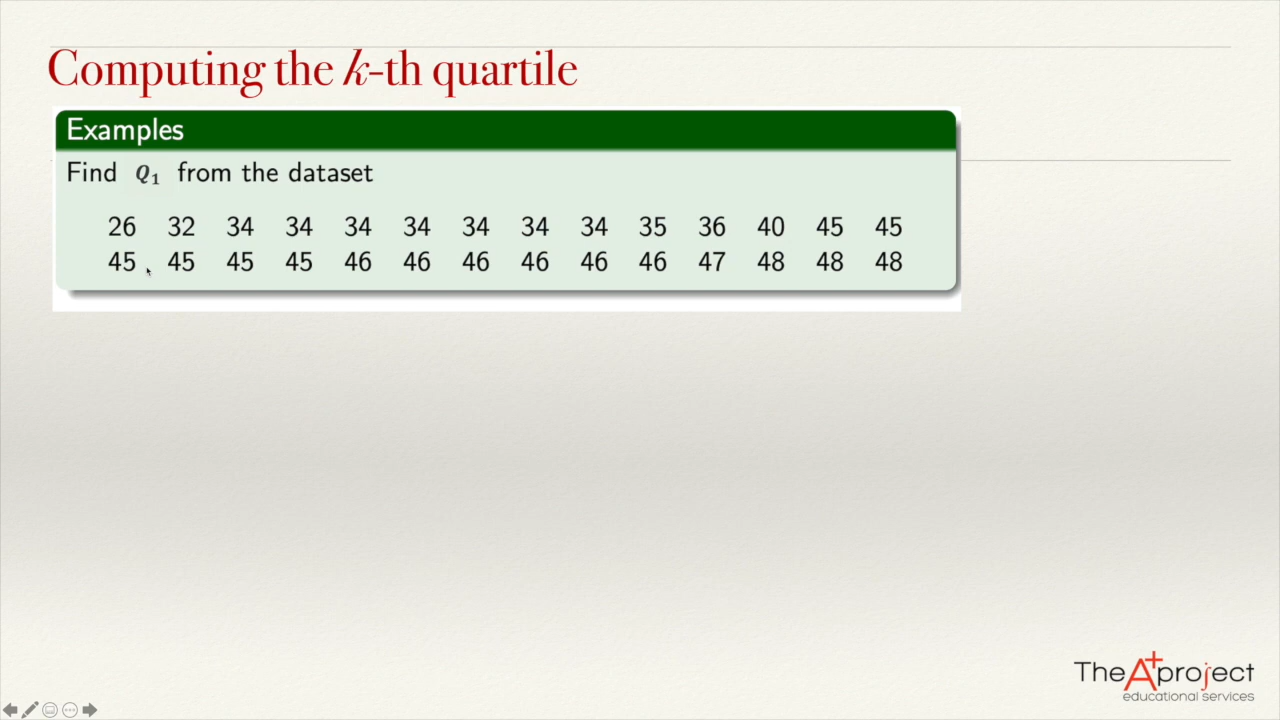 Computing the k-th quartile
Examples
Find Q₁ from the dataset
26 32 34 34 34 34 34 34 34 35 36 40 45 45
45 45 45 45 46 46 46 46 46 46 47 48 48 48
The A+ project
educational services